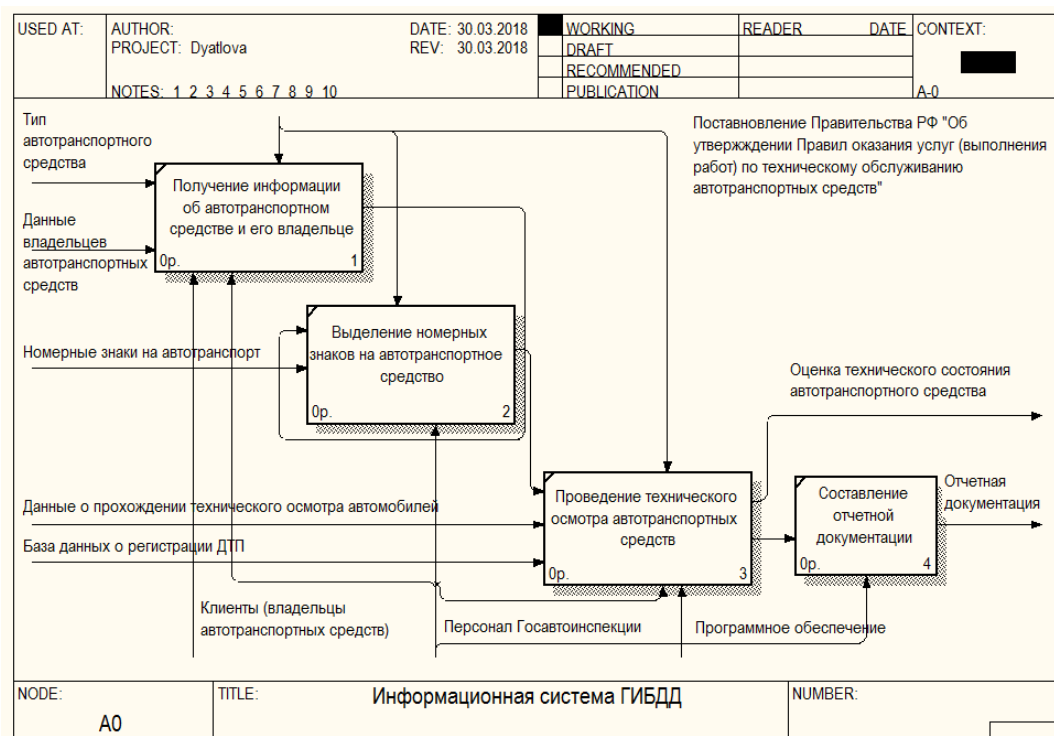 USED AT:
AUTHOR:
DATE: 30.03.2018
WORKING
READER
DATE
CONTEXT:
PROJECT: Dyatlova
REV: 30.03.2018
DRAFT
RECOMMENDED
NOTES: 1 2 3 4 5 6 7 8 9 10
PUBLICATION
A-0
Тип
автотранспортного
средства
Поставновление Правительства РФ "Об
утвержждении Правил оказания услуг (выполнения
работ) по техническому обслуживанию
автотранспортных средств"
Получение информации
об автотранспортном
средстве и его владельце
0р.
1
Данные
владельцев
автотранспортных
средств
Выделение номерных
знаков на автотранспортное
средство
0р.
2
Номерные знаки на автотранспорт
Оценка технического состояния
автотранспортного средства
Проведение технического
осмотра автотранспортных
средств
0р.
3
Составление
отчетной
документации
0р.
4
Отчетная
документация
Данные о прохождении технического осмотра автомобилей
База данных о регистрации ДТП
Клиенты (владельцы
автотранспортных средств)
Персонал Госавтоинспекции
Программное обеспечение
NODE:
TITLE:
Информационная система ГИБДД
NUMBER:
A0